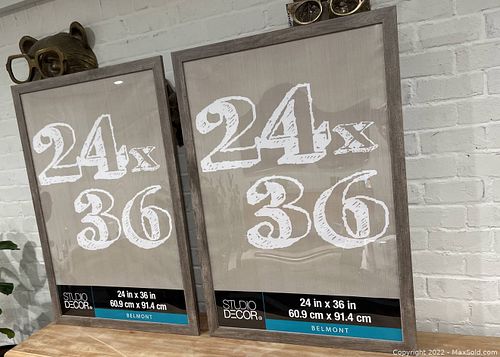 24x
36
STUDIO
DECOR®
24 in x 36 in
60.9 cm x 91.4 cm
BELMONT
24x
36
STUDIO
DECOR®
24 in x 36 in
60.9 cm x 91.4 cm
BELMONT
Copyright 2022 - MaxSold.com